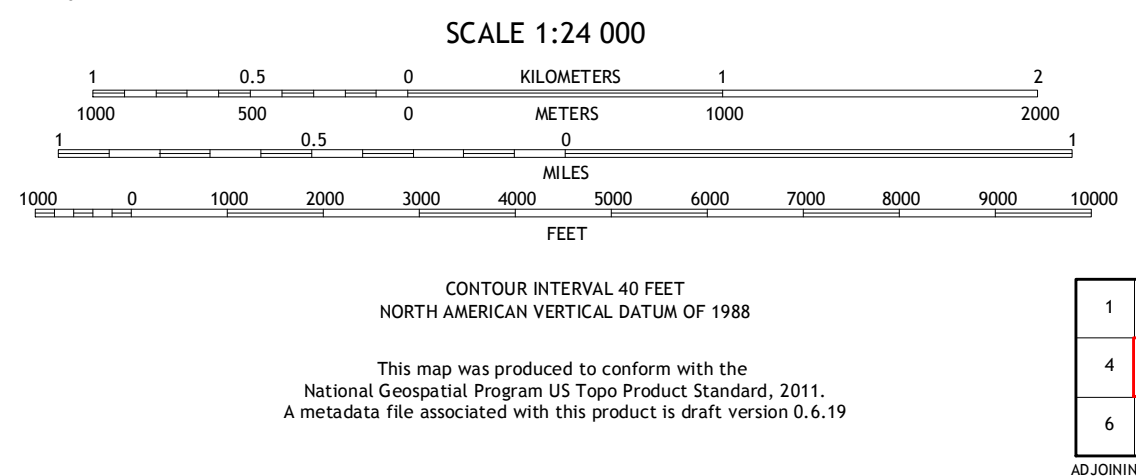 SCALE 1:24 000
1 0.5 0 KILOMETERS 1 2
1000 500 0 METERS 1000 2000
1 0.5 0 1
MILES
1000 0 1000 2000 3000 4000 5000 6000 7000 8000 9000 10000
FEET
CONTOUR INTERVAL 40 FEET
NORTH AMERICAN VERTICAL DATUM OF 1988
This map was produced to conform with the
National Geospatial Program US Topo Product Standard, 2011.
A metadata file associated with this product is draft version 0.6.19
1
4
6
ADJOININ